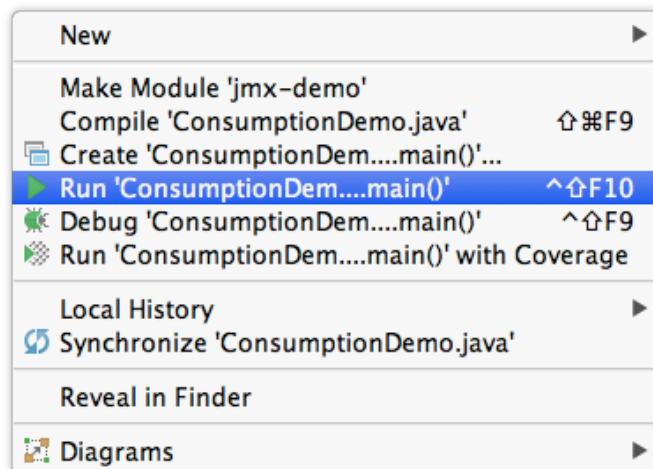 New
Make Module 'jmx-demo'
Compile 'ConsumptionDemo.java' ⇧⌘F9
Create 'ConsumptionDem....main()'...
Run 'ConsumptionDem....main()' ^⇧F10
Debug 'ConsumptionDem....main()' ^⇧F9
Run 'ConsumptionDem....main()' with Coverage
Local History
Synchronize 'ConsumptionDemo.java'
Reveal in Finder
Diagrams